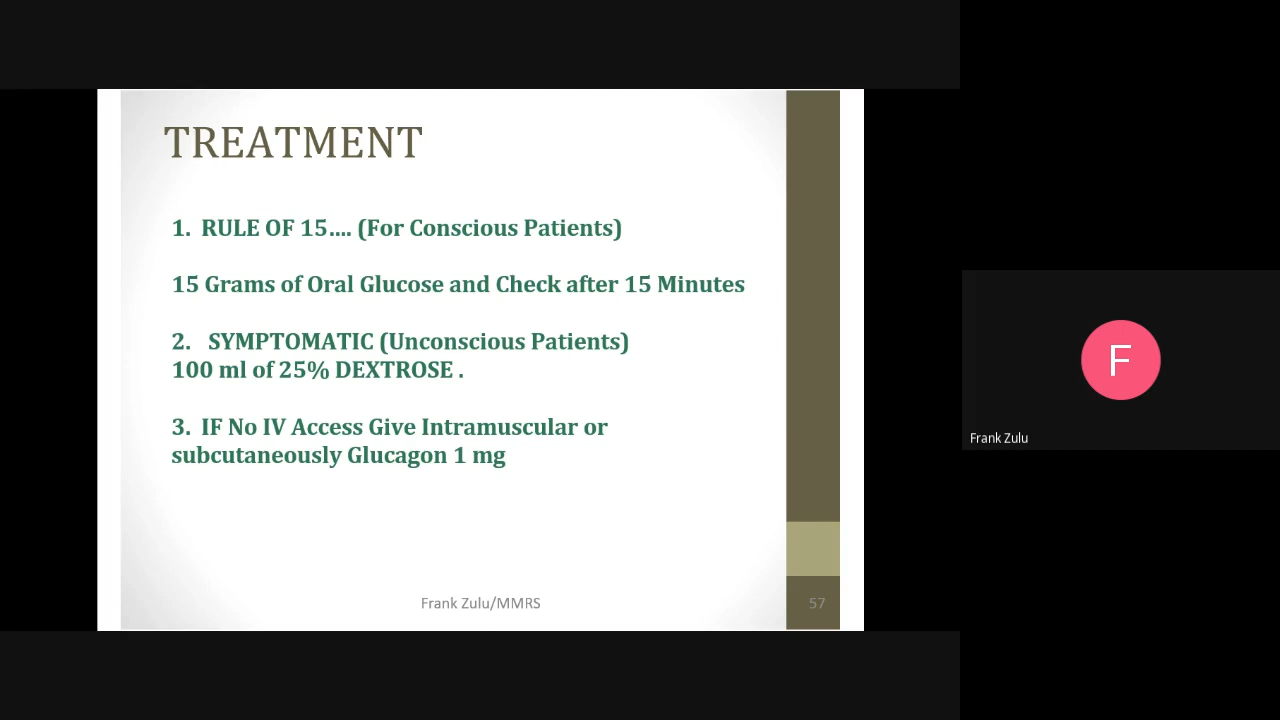 TREATMENT
1. RULE OF 15.... (For Conscious Patients)
15 Grams of Oral Glucose and Check after 15 Minutes
2. SYMPTOMATIC (Unconscious Patients)
100 ml of 25% DEXTROSE .
3. IF No IV Access Give Intramuscular or
subcutaneously Glucagon 1 mg
Frank Zulu/MMRS
57
F
Frank Zulu